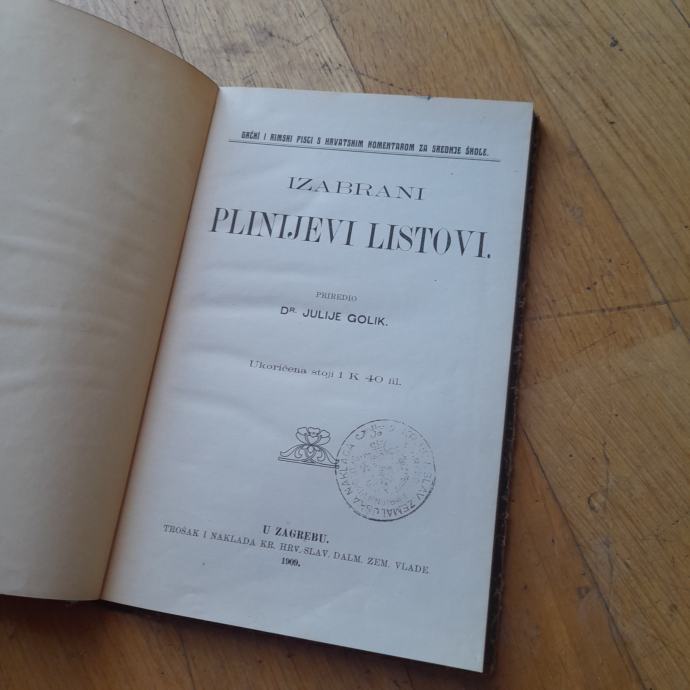 GRČKI I RIMSKI PISCI S HRVATSKIM KOMENTAROM ZA SREDNJE ŠKOLE.
IZABRANI
PLINIJEVI LISTOVI.
PRIREDIO
DR. JULIJE GOLIK.
Ukoričena stoji 1 K 40 fil.
NAKLADA
U ZAGREBU.
TROŠAK I NAKLADA KR. HRV. SLAV. DALM. ZEM. VLADE
1909.